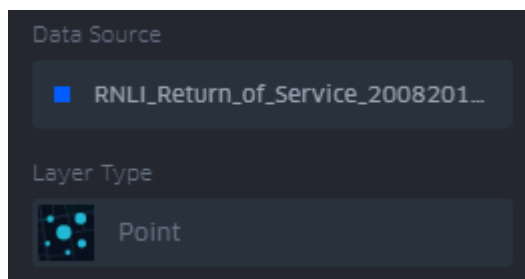 Data Source
RNLI_Return_of_Service_2008201...
Layer Type
Point